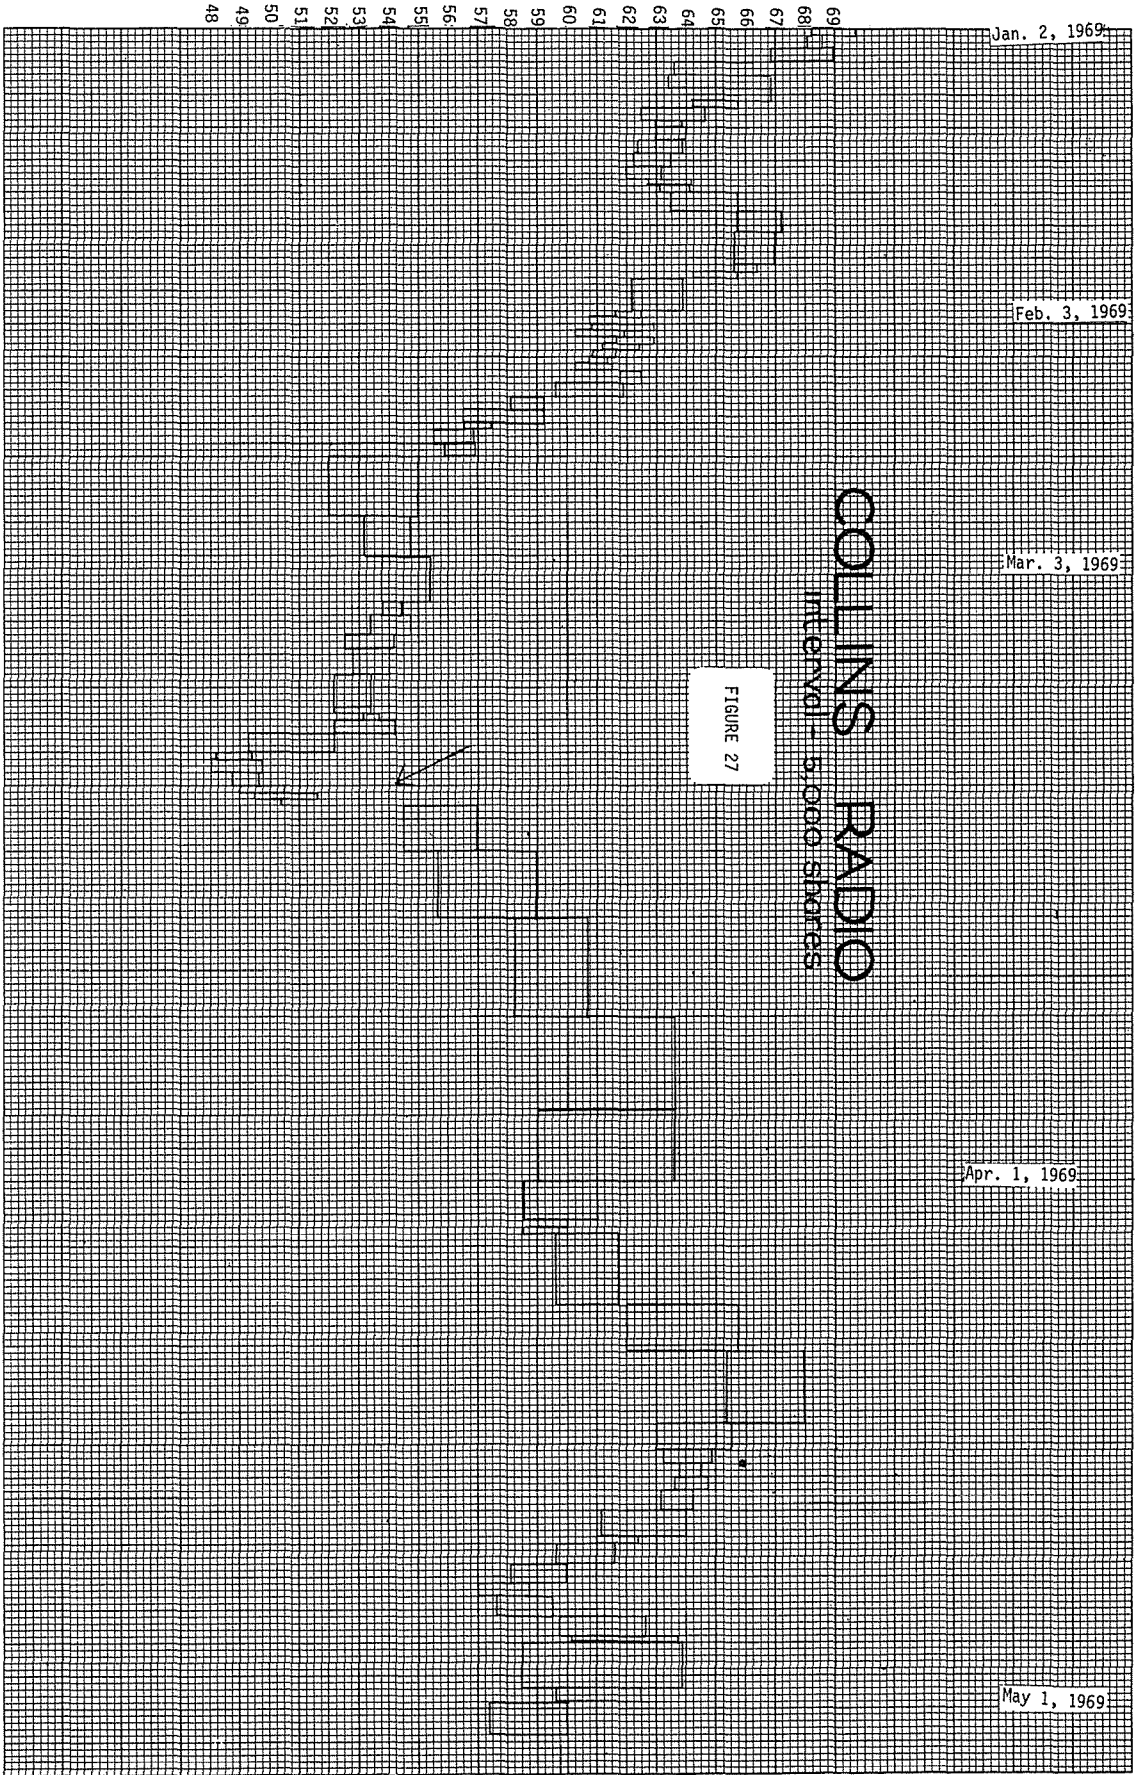 48
49
50
51
52
53
54
55
56
57
58
59
60
61
62
63
64
65
66
67
68
69
Jan. 2, 1969
Feb. 3, 1969
Mar. 3, 1969
COLLINS RADIO
interval - 5,000 shares
FIGURE 27
Apr. 1, 1969
May 1, 1969